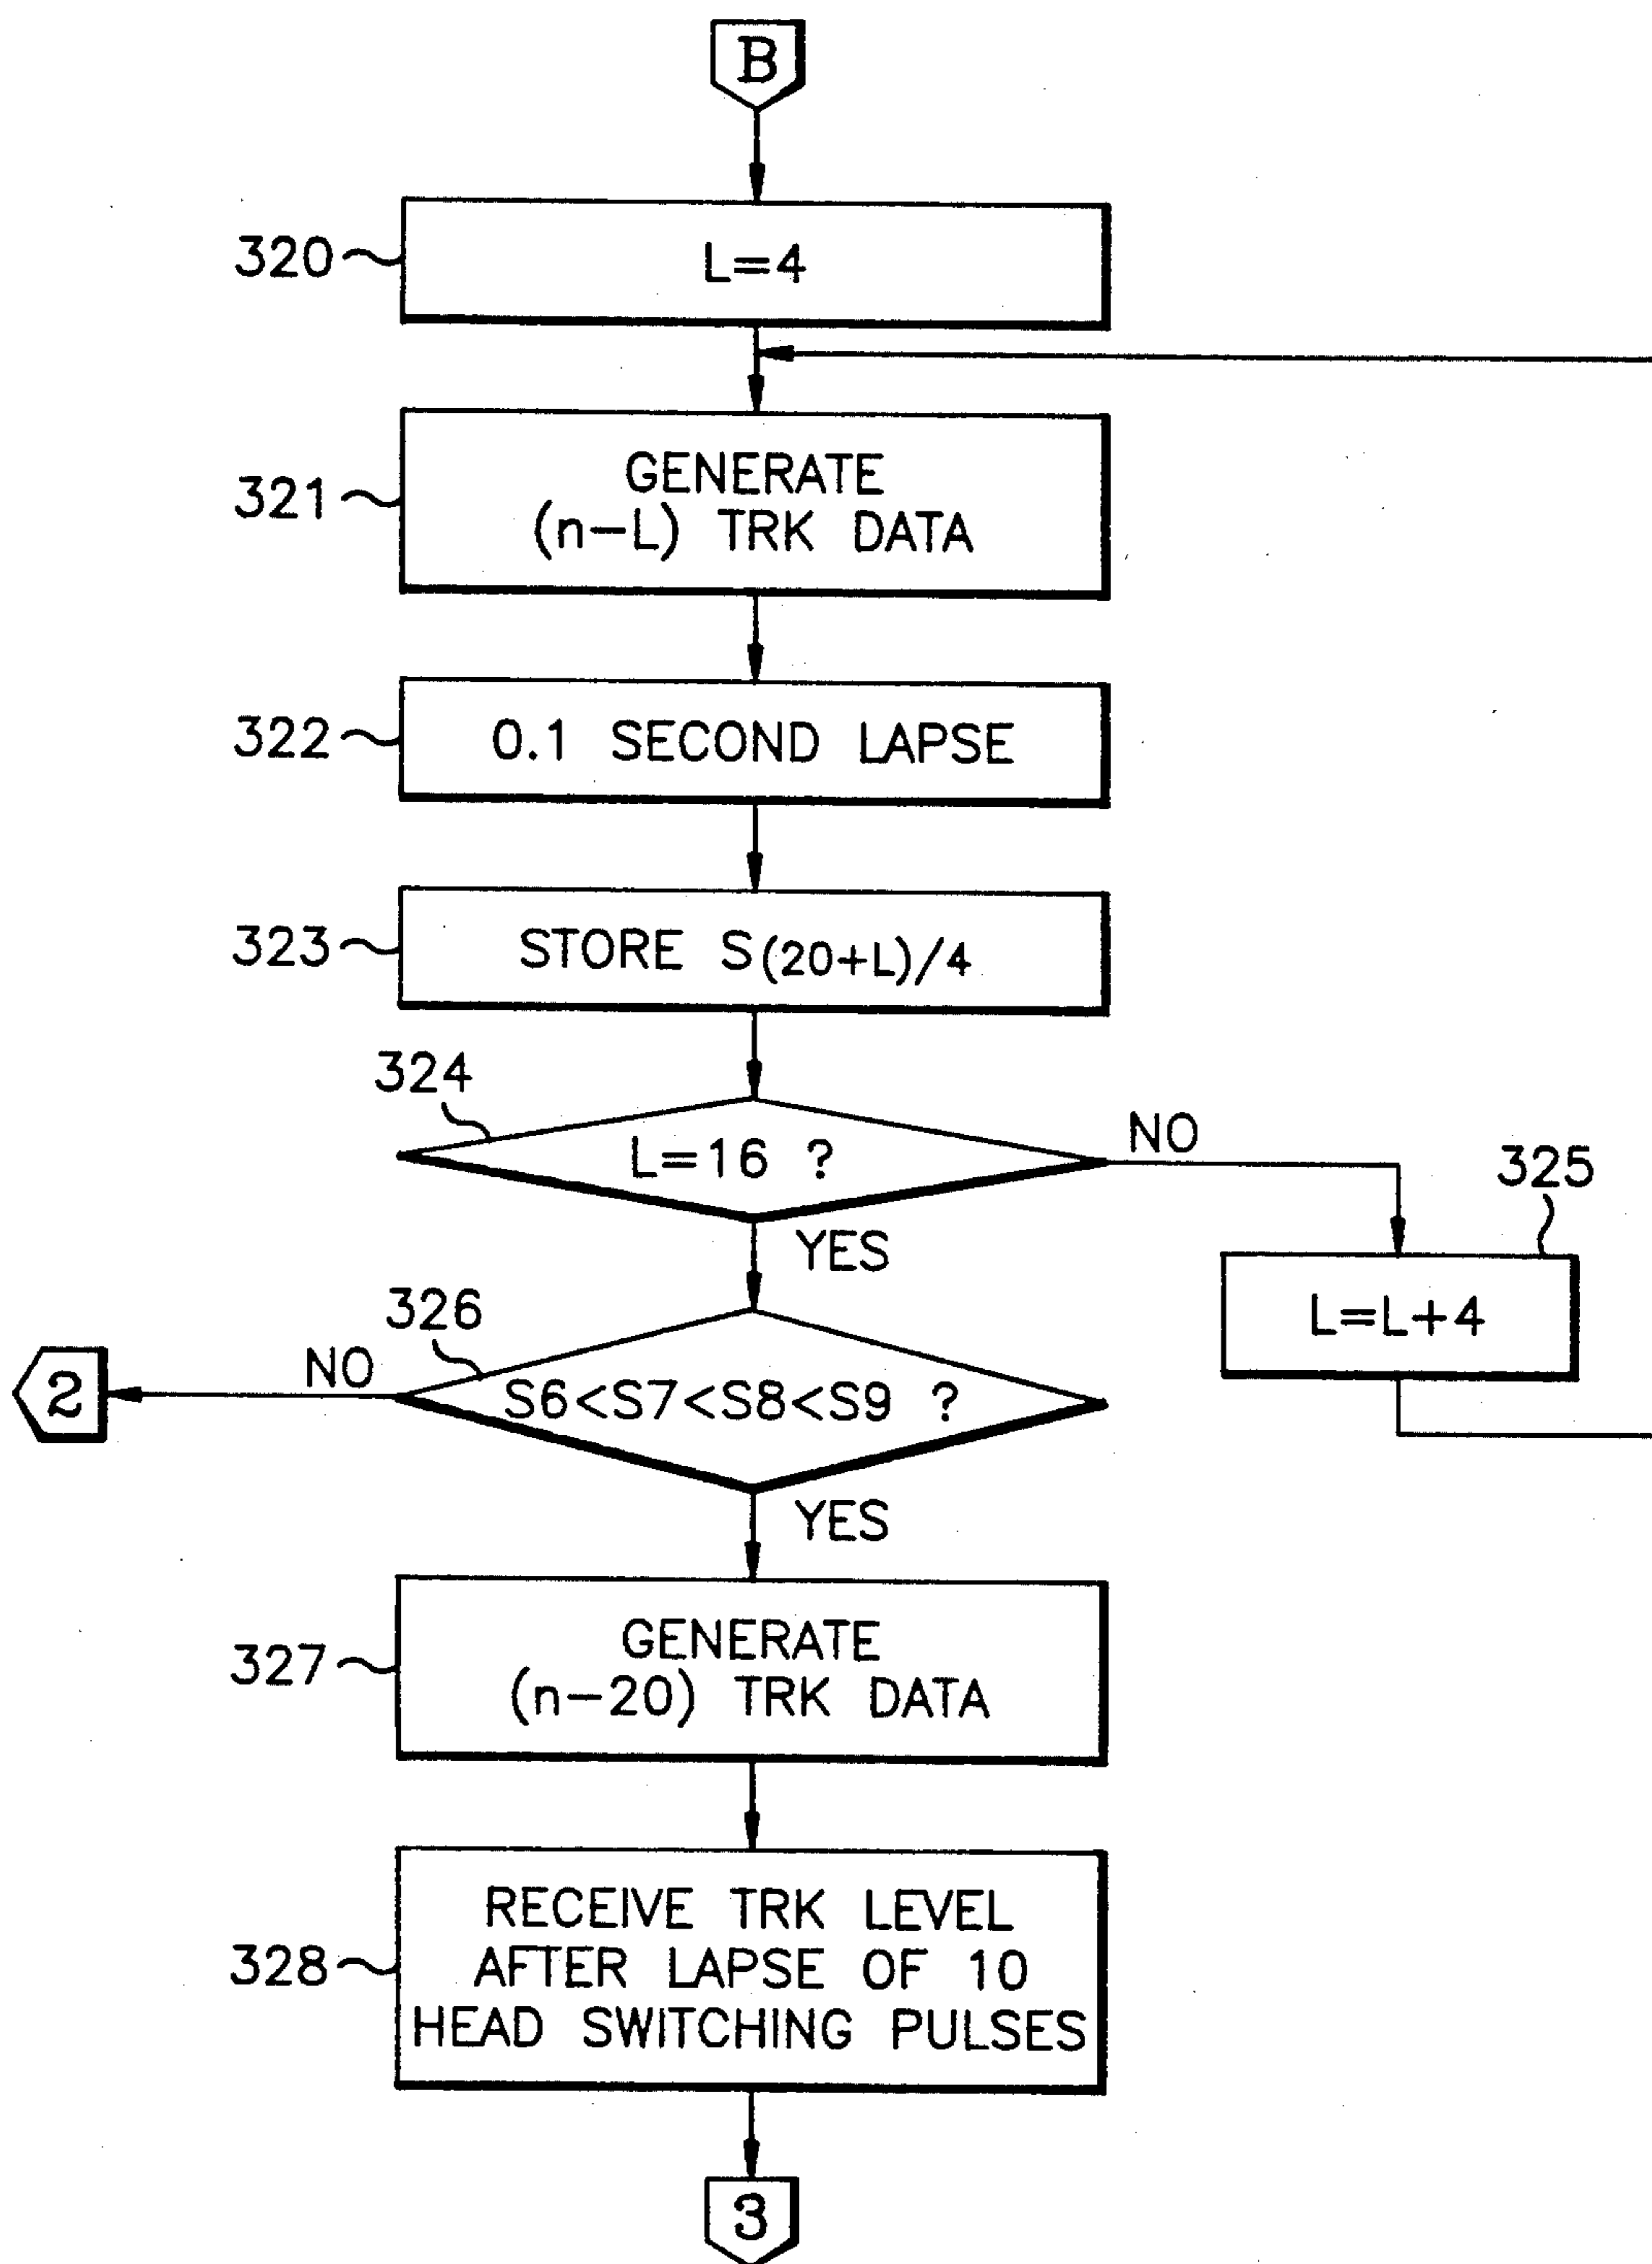 B
320
L=4
321
GENERATE
(n-L) TRK DATA
322
0.1 SECOND LAPSE
323
STORE S(20+L)/4
324
L=16 ?
NO
325
YES
L=L+4
326
2
NO
S6<S7<S8<S9 ?
YES
327
GENERATE
(n-20) TRK DATA
328
RECEIVE TRK LEVEL
AFTER LAPSE OF 10
HEAD SWITCHING PULSES
3